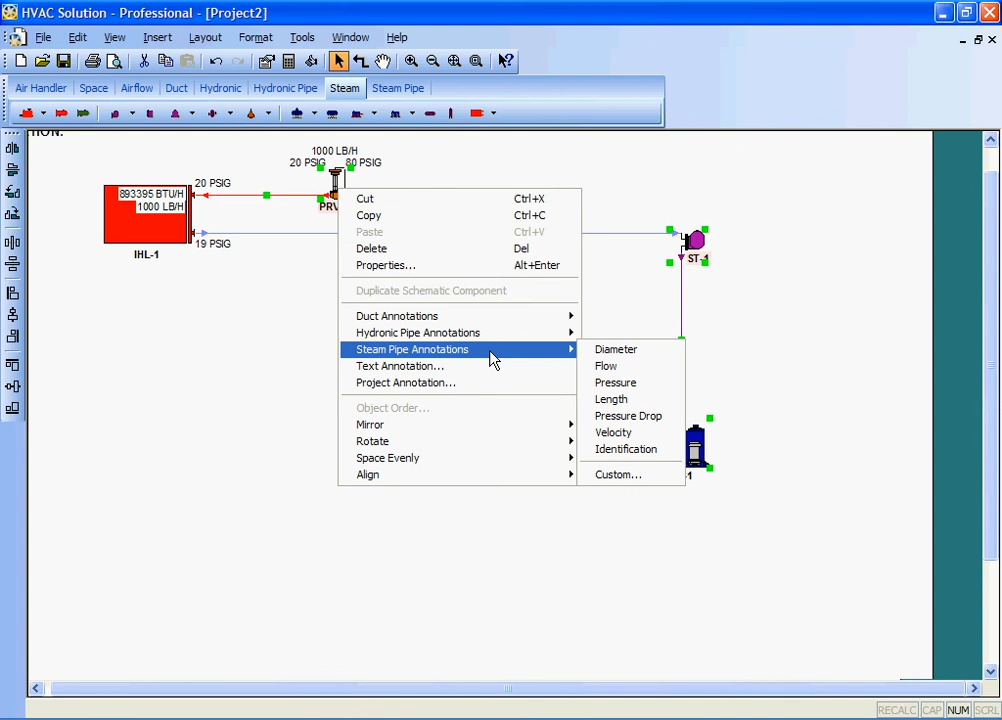 HVAC Solution - Professional - [Project2]
File Edit View Insert Layout Format Tools Window Help
Air Handler Space Airflow Duct Hydronic Hydronic Pipe Steam Steam Pipe
1000 LB/H
20 PSIG 80 PSIG
20 PSIG
893395 BTU/H
1000 LB/H
19 PSIG
IHL-1
PRV
ST-1
Cut Ctrl+X
Copy Ctrl+C
Paste Ctrl+V
Delete Del
Properties... Alt+Enter
Duplicate Schematic Component
Duct Annotations
Hydronic Pipe Annotations
Steam Pipe Annotations
Text Annotation...
Project Annotation...
Object Order...
Mirror
Rotate
Space Evenly
Align
Diameter
Flow
Pressure
Length
Pressure Drop
Velocity
Identification
Custom...
-1
RECALC CAP NUM SCRL